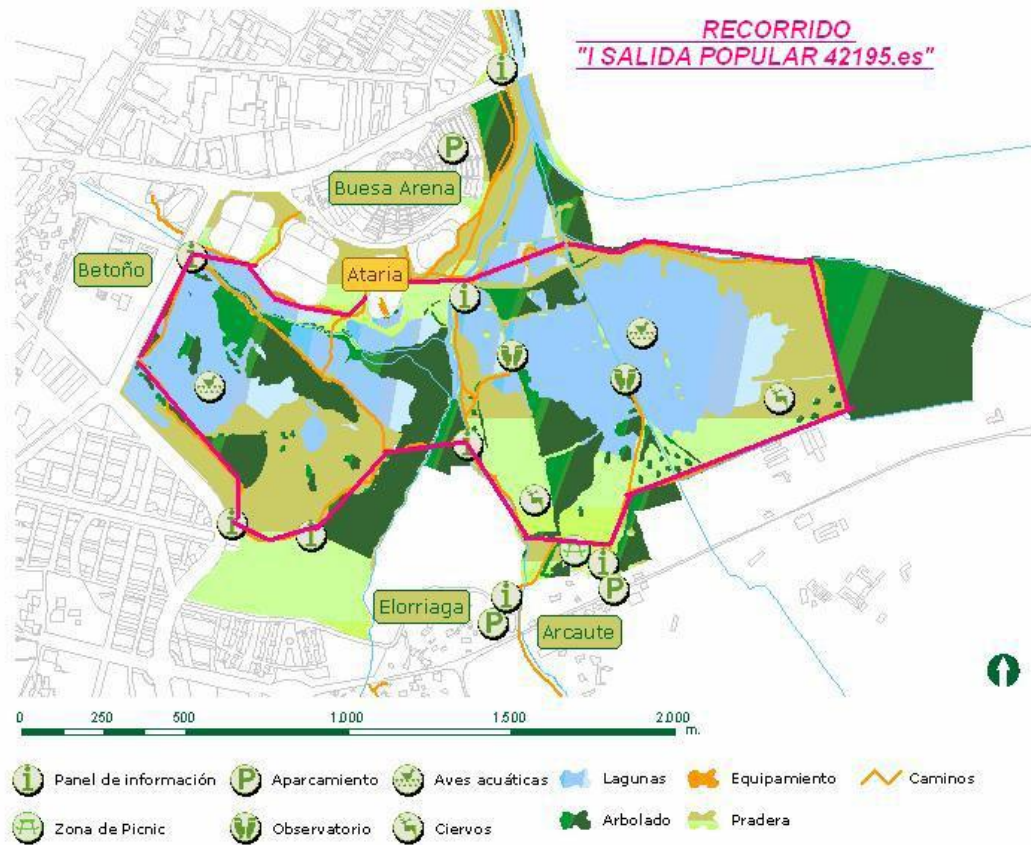 RECORRIDO
"I SALIDA POPULAR 42195.es"
i
P
Buesa Arena
Betoño
i
Ataria
i
i
i
i
Elorriaga
i
i
P
P
Arcaute
0 250 500 1.000 1.500 2.000
m.
i Panel de información P Aparcamiento Aves acuáticas Lagunas Equipamiento Caminos
Zona de Picnic Observatorio Ciervos Arbolado Pradera